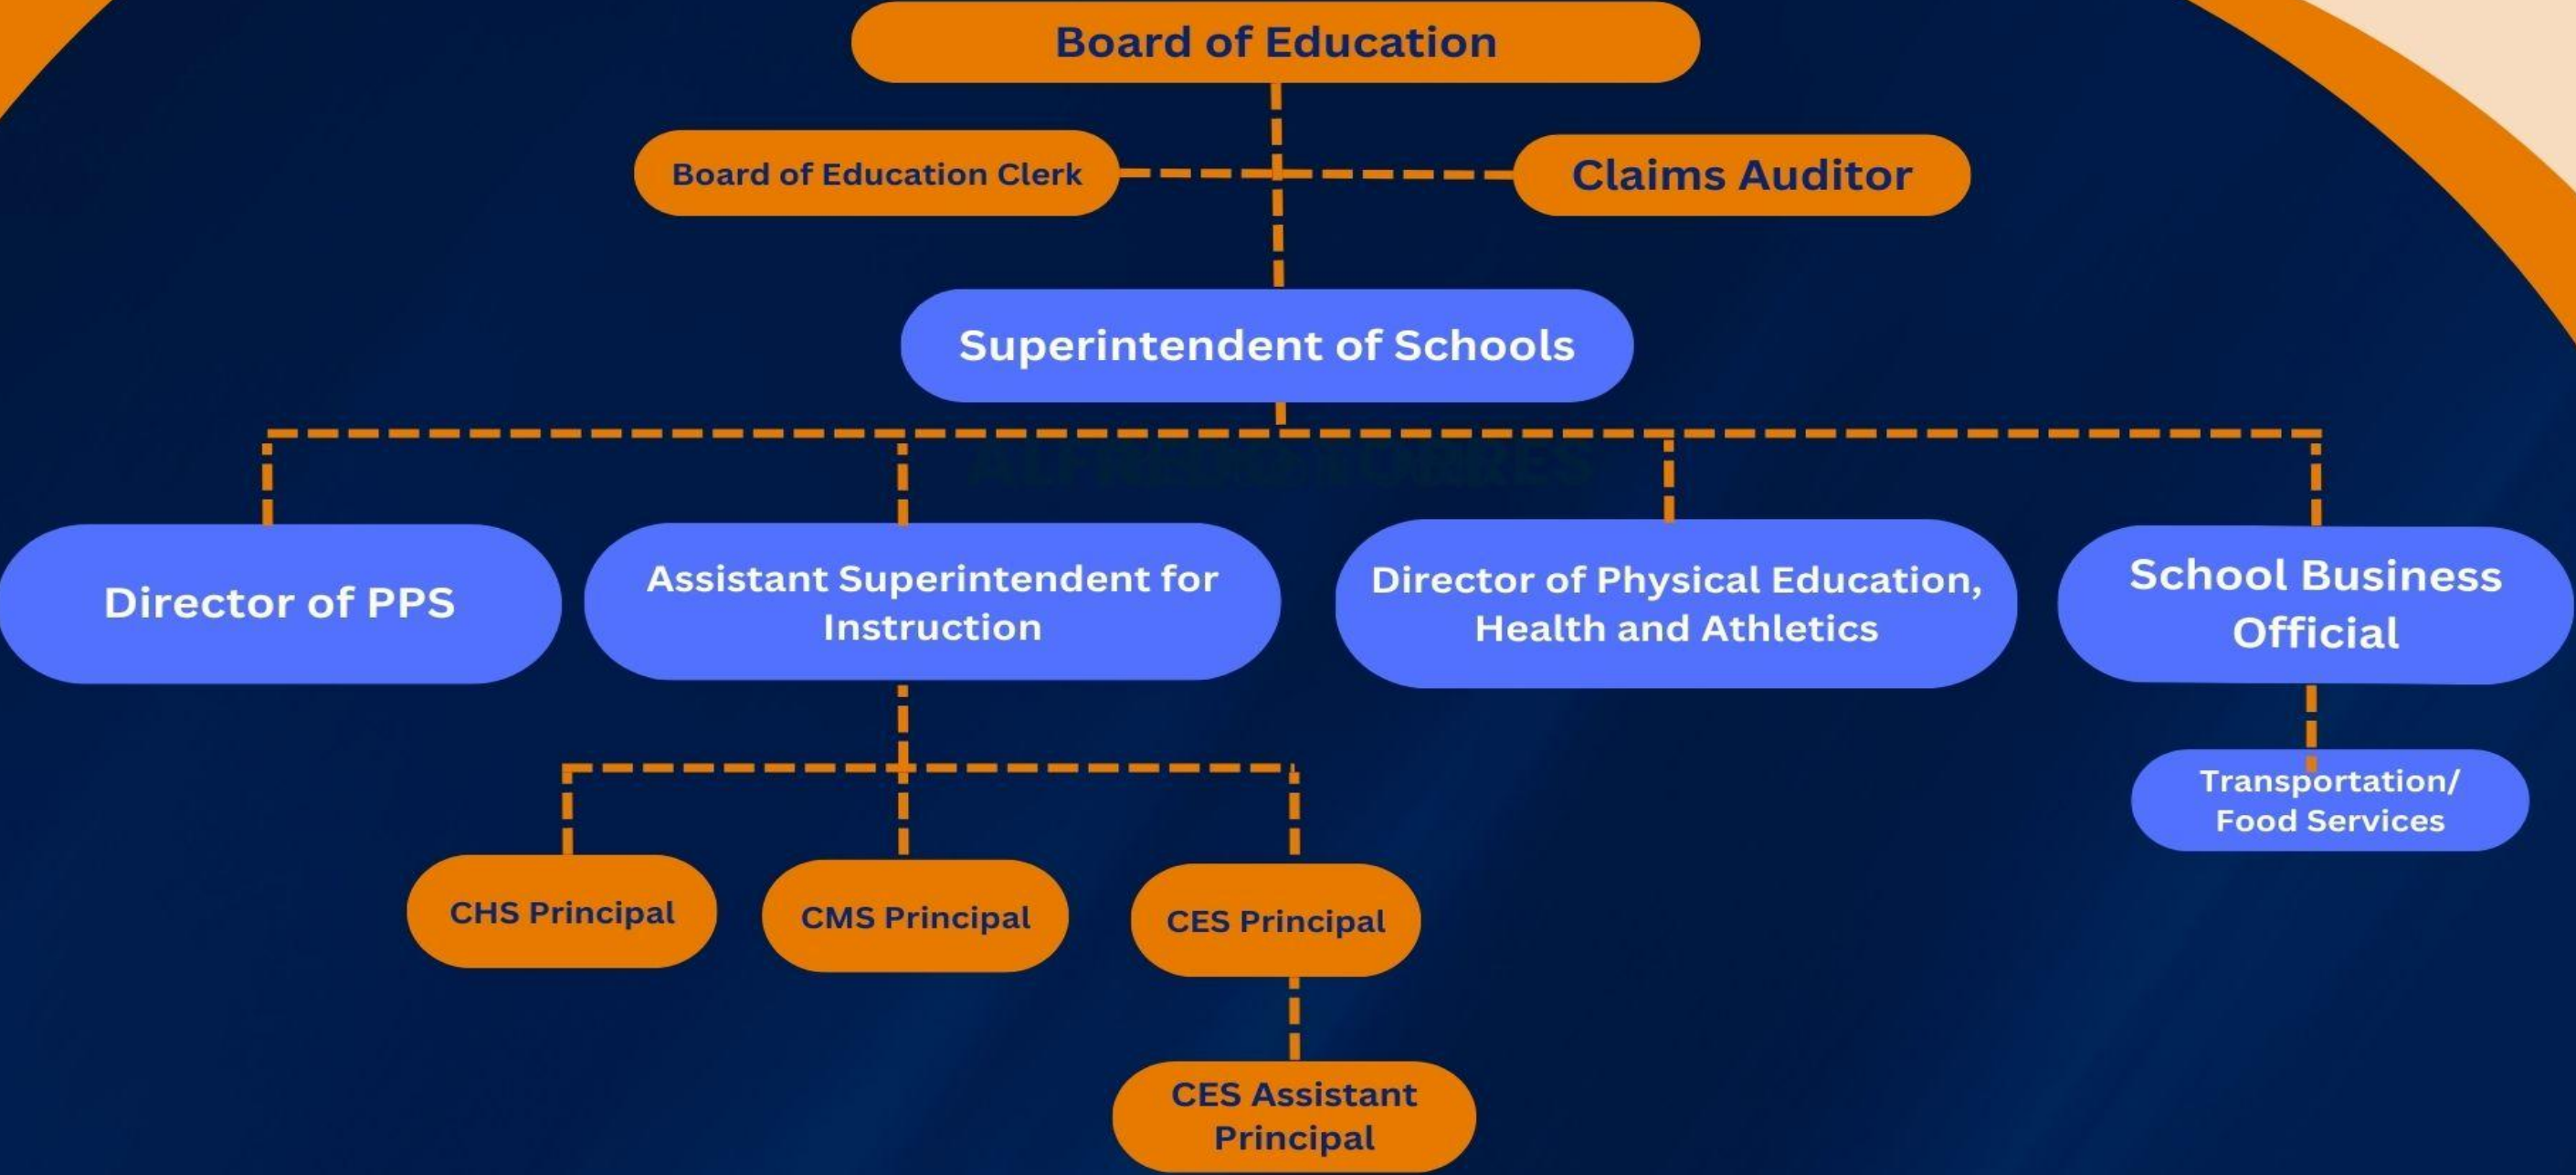 Board of Education
Board of Education Clerk
Claims Auditor
Superintendent of Schools
Director of PPS
Assistant Superintendent for
Instruction
Director of Physical Education,
Health and Athletics
School Business
Official
Transportation/
Food Services
CHS Principal
CMS Principal
CES Principal
CES Assistant
Principal